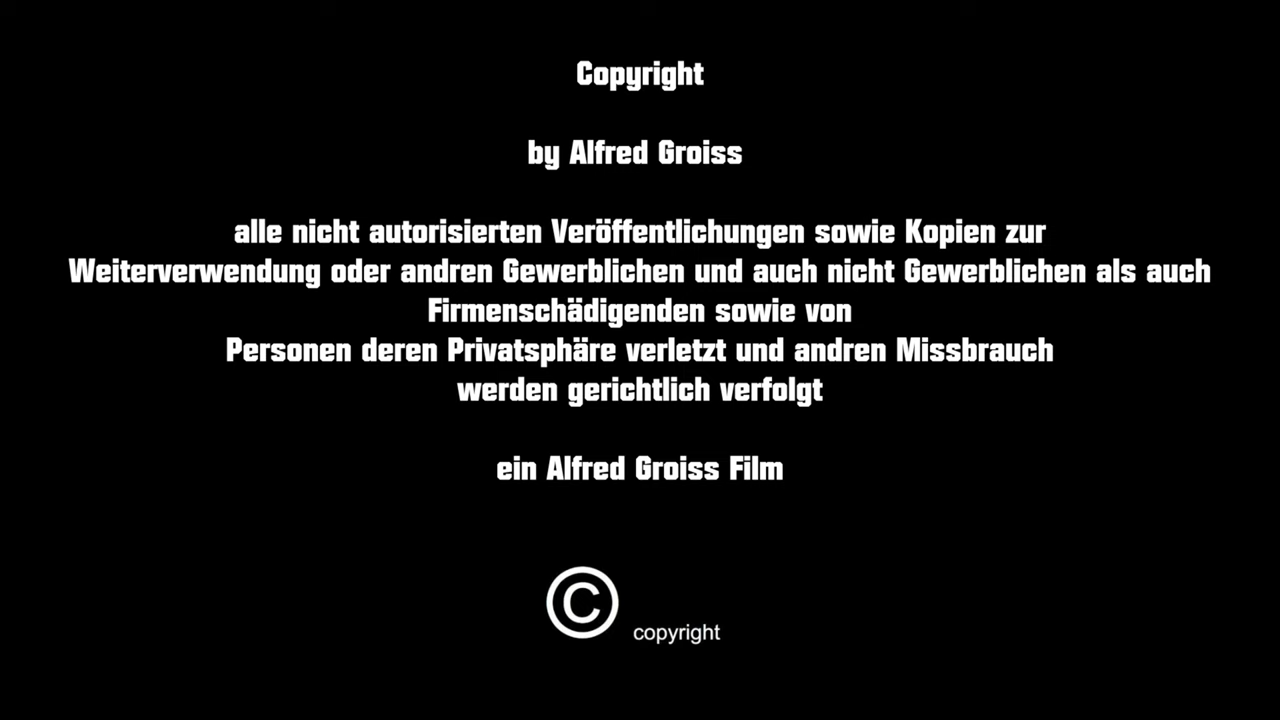 Copyright
by Alfred Groiss
alle nicht autorisierten Veröffentlichungen sowie Kopien zur
Weiterverwendung oder andren Gewerblichen und auch nicht Gewerblichen als auch
Firmenschädigenden sowie von
Personen deren Privatsphäre verletzt und andren Missbrauch
werden gerichtlich verfolgt
ein Alfred Groiss Film
© copyright